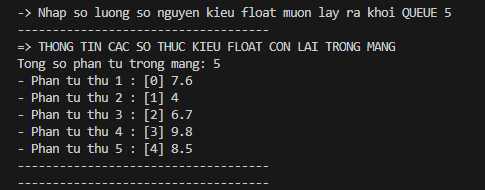 -> Nhap so luong so nguyen kieu float muon lay ra khoi QUEUE 5
------------------------------------
=> THONG TIN CAC SO THUC KIEU FLOAT CON LAI TRONG MANG
Tong so phan tu trong mang: 5
- Phan tu thu 1 : [0] 7.6
- Phan tu thu 2 : [1] 4
- Phan tu thu 3 : [2] 6.7
- Phan tu thu 4 : [3] 9.8
- Phan tu thu 5 : [4] 8.5
------------------------------------
------------------------------------